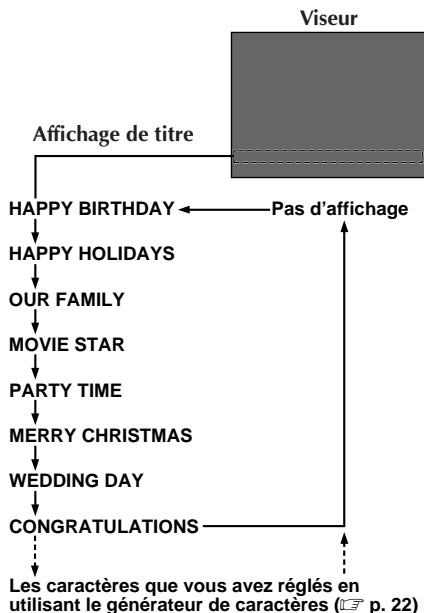 Viseur
Affichage de titre
HAPPY BIRTHDAY
Pas d'affichage
HAPPY HOLIDAYS
OUR FAMILY
MOVIE STAR
PARTY TIME
MERRY CHRISTMAS
WEDDING DAY
CONGRATULATIONS
Les caractères que vous avez réglés en
utilisant le générateur de caractères (☞ p. 22)